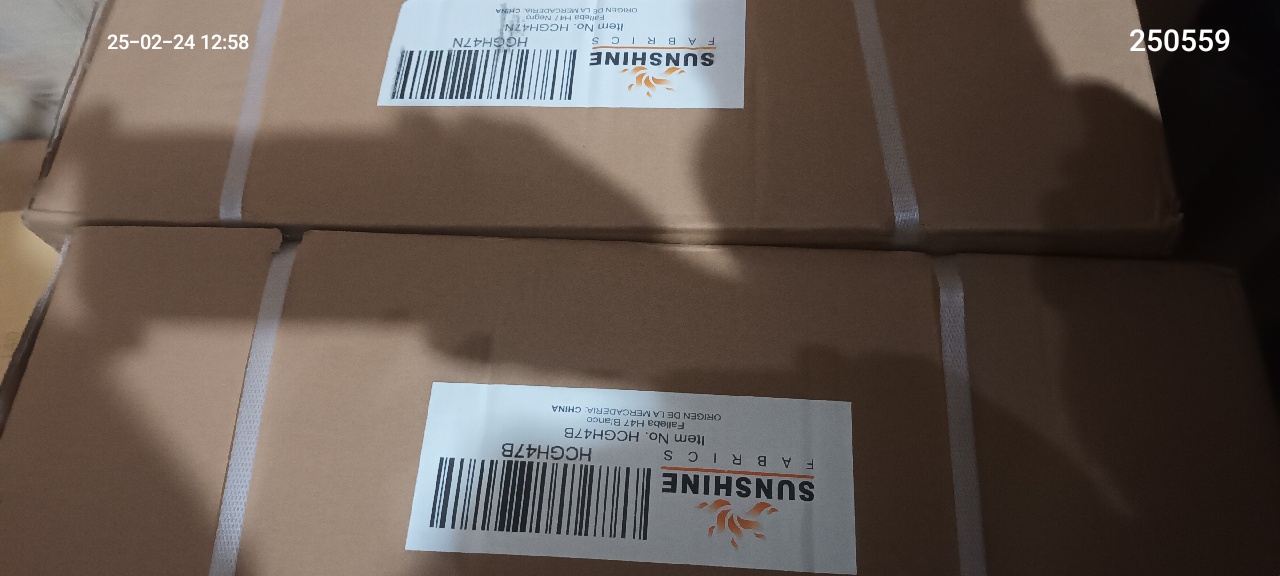 25-02-24 12:58
250559
SUNSHINE
FABRICS
HCGH47N
Item No. HCGH47N
Falleba H47 Negro
ORIGEN DE LA MERCADERIA: CHINA
SUNSHINE
FABRICS
HCGH47B
Item No. HCGH47B
Falleba H47 Blanco
ORIGEN DE LA MERCADERIA: CHINA